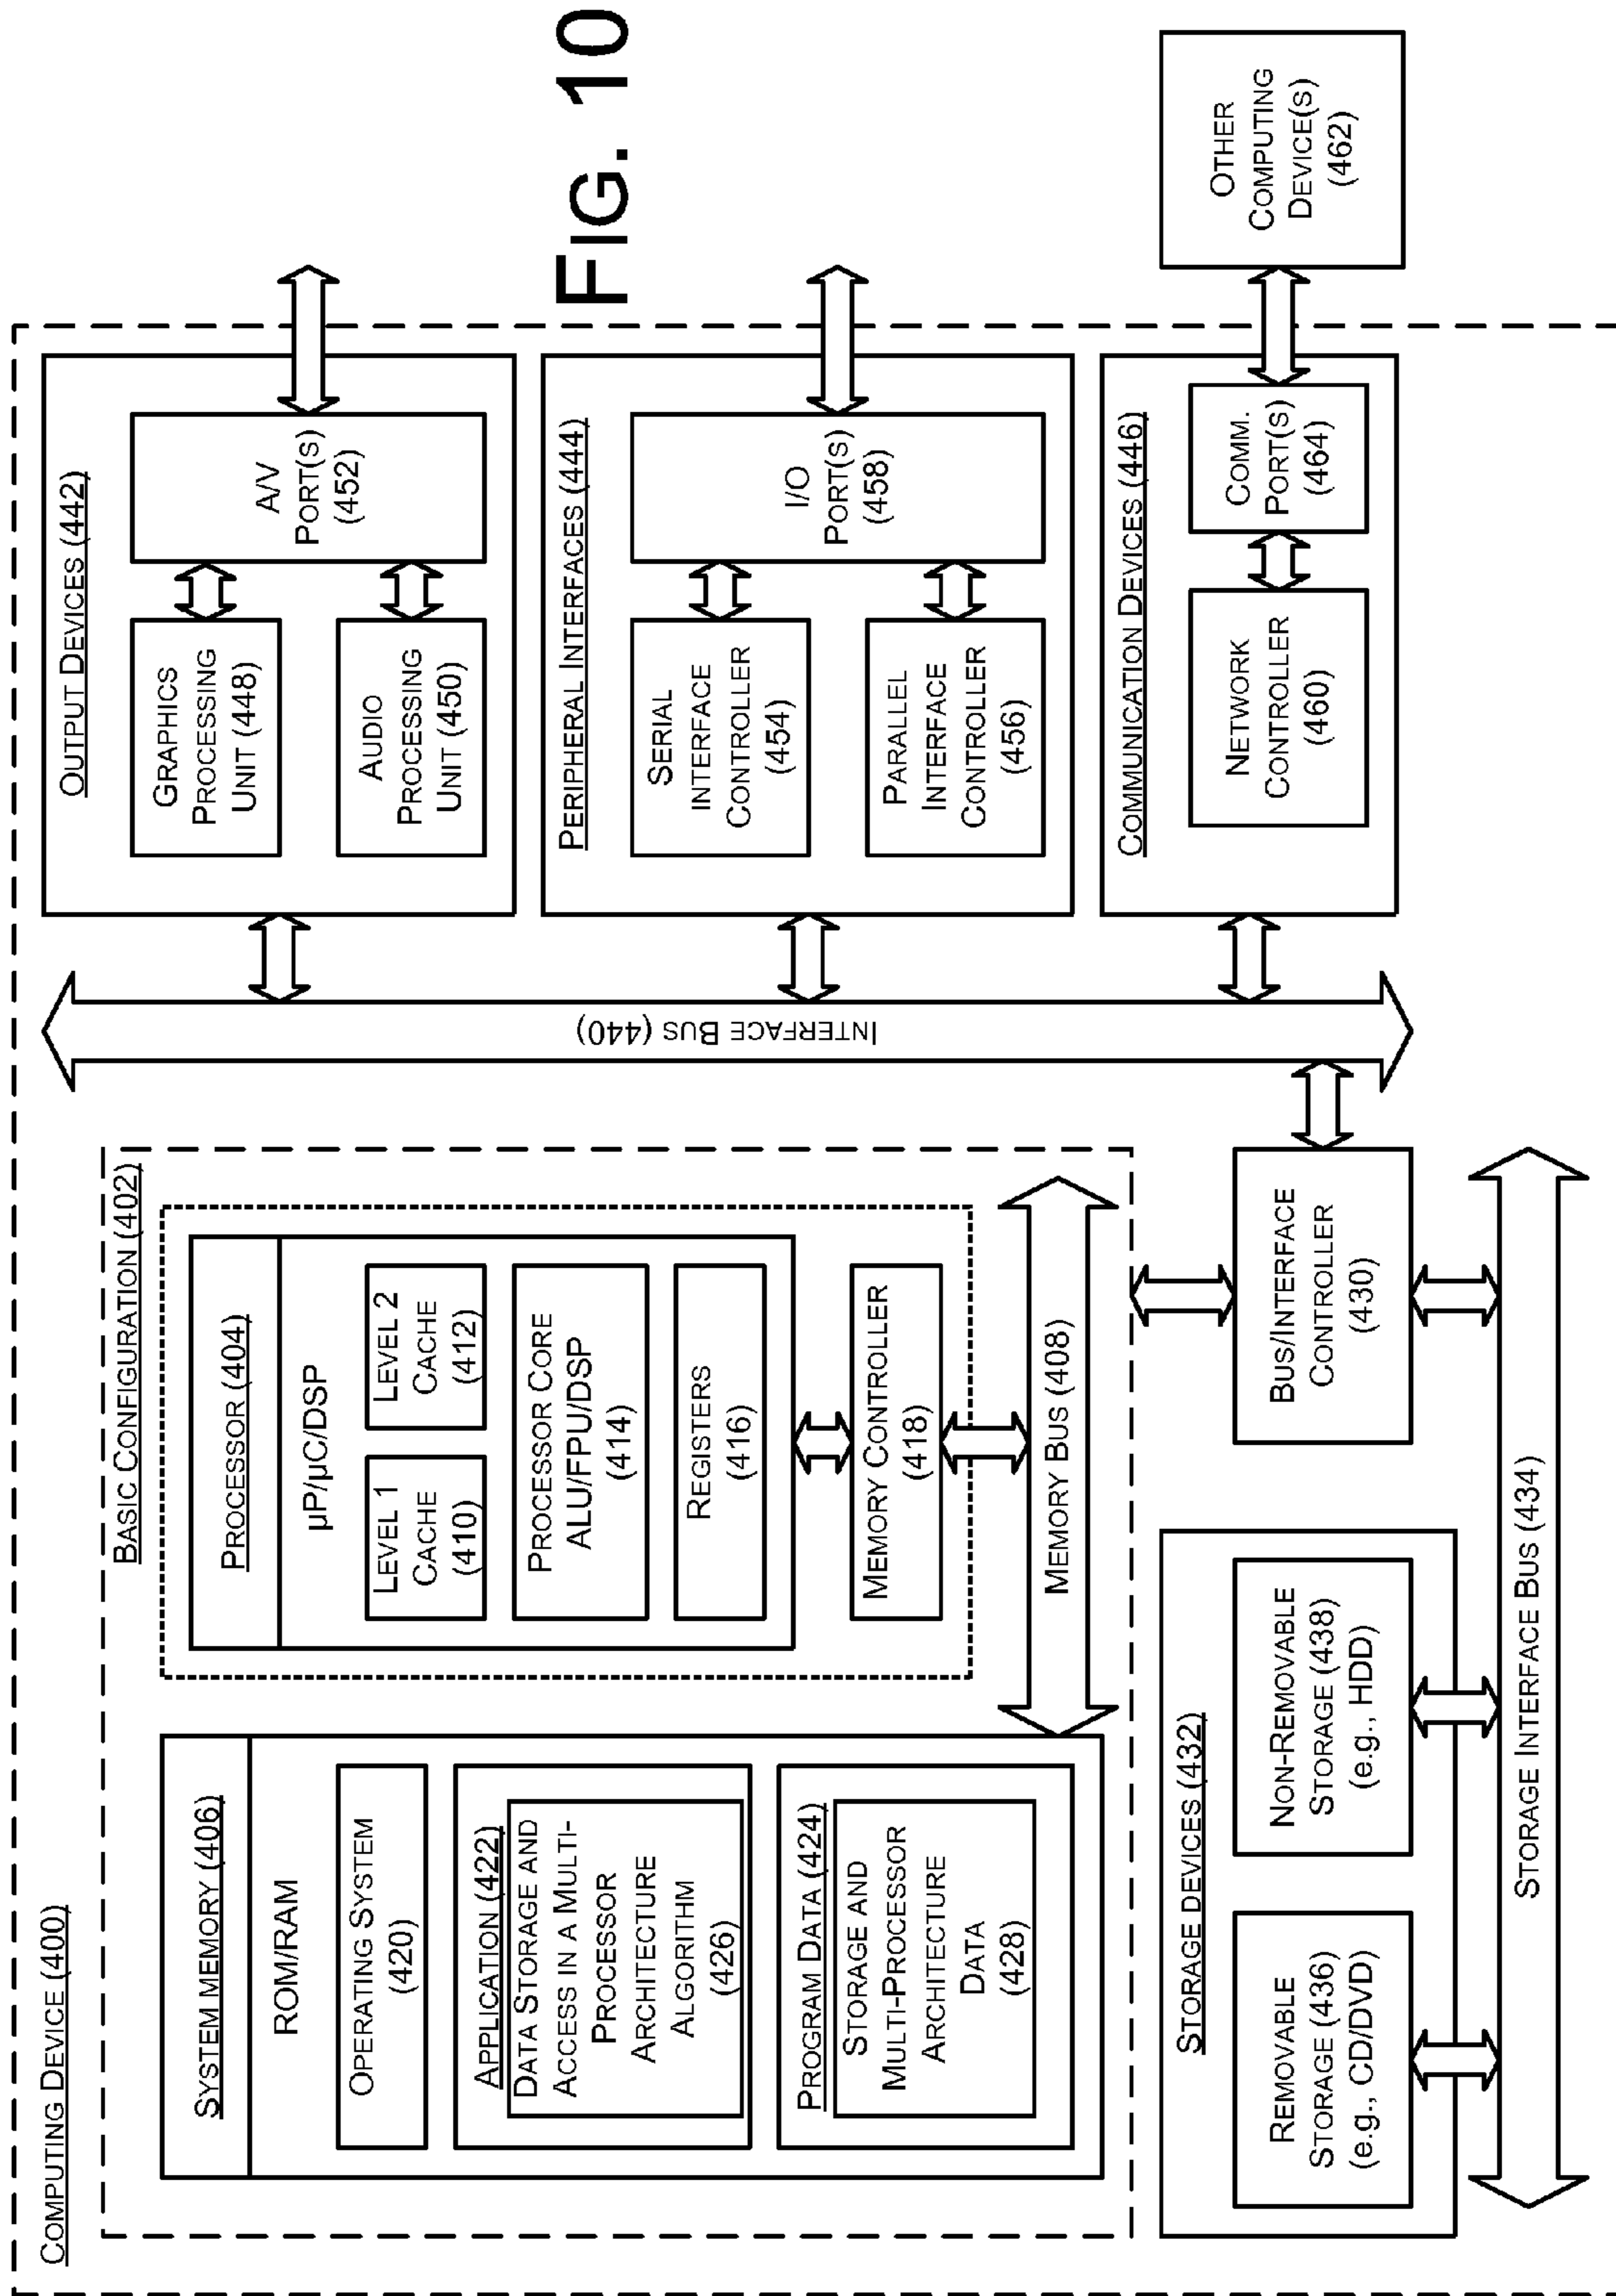 COMPUTING DEVICE (400)
BASIC CONFIGURATION (402)
SYSTEM MEMORY (406)
ROM/RAM
OPERATING SYSTEM
(420)
APPLICATION (422)
DATA STORAGE AND
ACCESS IN A MULTI-
PROCESSOR
ARCHITECTURE
ALGORITHM
(426)
PROGRAM DATA (424)
STORAGE AND
MULTI-PROCESSOR
ARCHITECTURE
DATA
(428)
PROCESSOR (404)
µP/µC/DSP
LEVEL 1
CACHE
(410)
LEVEL 2
CACHE
(412)
PROCESSOR CORE
ALU/FPU/DSP
(414)
REGISTERS
(416)
MEMORY CONTROLLER
(418)
MEMORY BUS (408)
BUS/INTERFACE
CONTROLLER
(430)
STORAGE DEVICES (432)
REMOVABLE
STORAGE (436)
(e.g., CD/DVD)
NON-REMOVABLE
STORAGE (438)
(e.g., HDD)
STORAGE INTERFACE BUS (434)
INTERFACE BUS (440)
OUTPUT DEVICES (442)
GRAPHICS
PROCESSING
UNIT (448)
AUDIO
PROCESSING
UNIT (450)
A/V
PORT(S)
(452)
PERIPHERAL INTERFACES (444)
SERIAL
INTERFACE
CONTROLLER
(454)
PARALLEL
INTERFACE
CONTROLLER
(456)
I/O
PORT(S)
(458)
COMMUNICATION DEVICES (446)
NETWORK
CONTROLLER
(460)
COMM.
PORT(S)
(464)
OTHER
COMPUTING
DEVICE(S)
(462)
FIG. 10